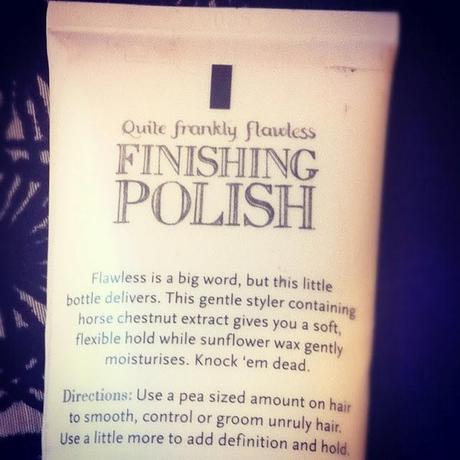 Quite frankly flawless
FINISHING
POLISH
Flawless is a big word, but this little
bottle delivers. This gentle styler containing
horse chestnut extract gives you a soft,
flexible hold while sunflower wax gently
moisturises. Knock ‘em dead.
Directions: Use a pea sized amount on hair
to smooth, control or groom unruly hair.
Use a little more to add definition and hold.